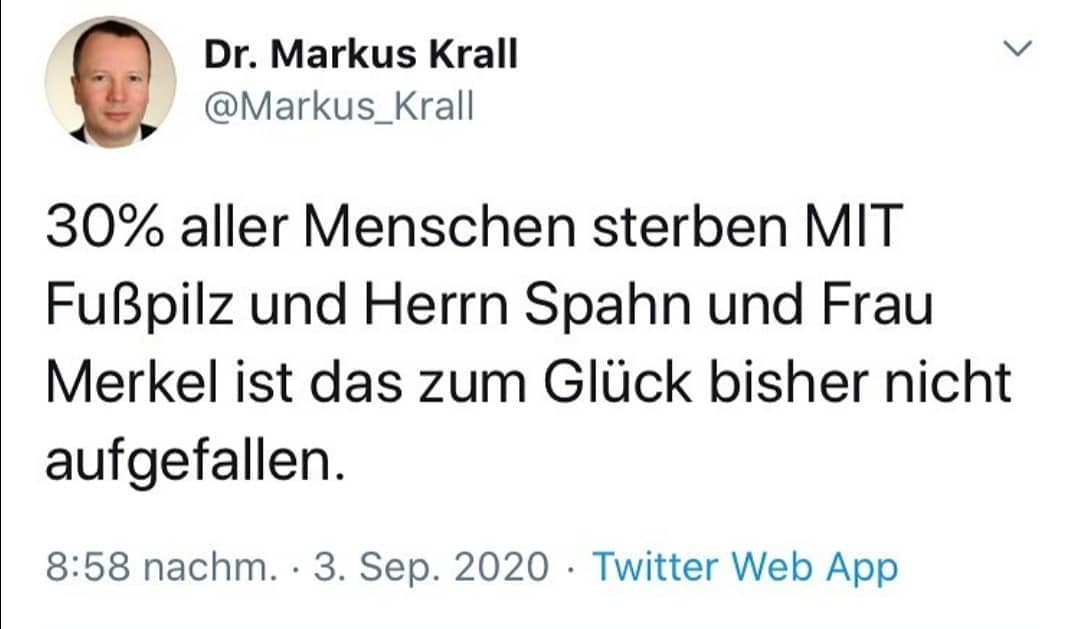 Dr. Markus Krall
@Markus_Krall
30% aller Menschen sterben MIT
Fußpilz und Herrn Spahn und Frau
Merkel ist das zum Glück bisher nicht
aufgefallen.
8:58 nachm. · 3. Sep. 2020 · Twitter Web App